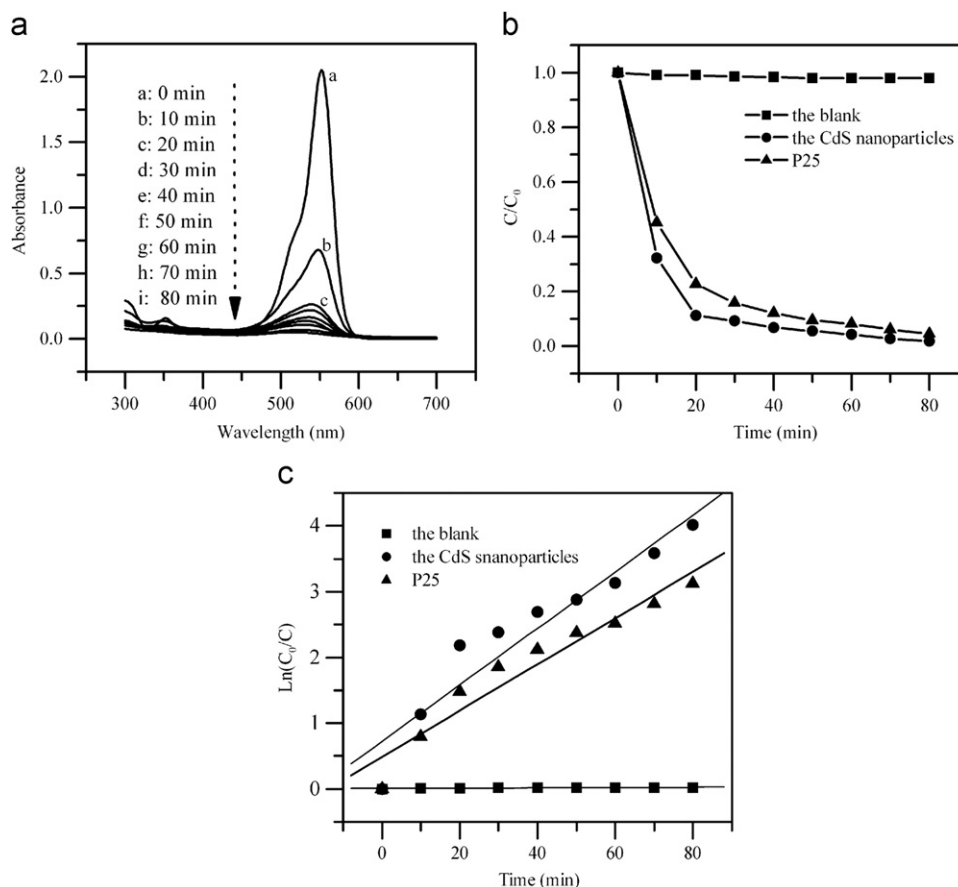 a
2.0
1.5
1.0
0.5
0.0
Absorbance
a: 0 min
b: 10 min
c: 20 min
d: 30 min
e: 40 min
f: 50 min
g: 60 min
h: 70 min
i: 80 min
a
b
c
300
400
500
600
700
Wavelength (nm)
b
1.0
0.8
0.6
0.4
0.2
0.0
C/C₀
the blank
the CdS nanoparticles
P25
0
20
40
60
80
Time (min)
c
4
3
2
1
0
Ln(C₀/C)
the blank
the CdS snanoparticles
P25
0
20
40
60
80
Time (min)